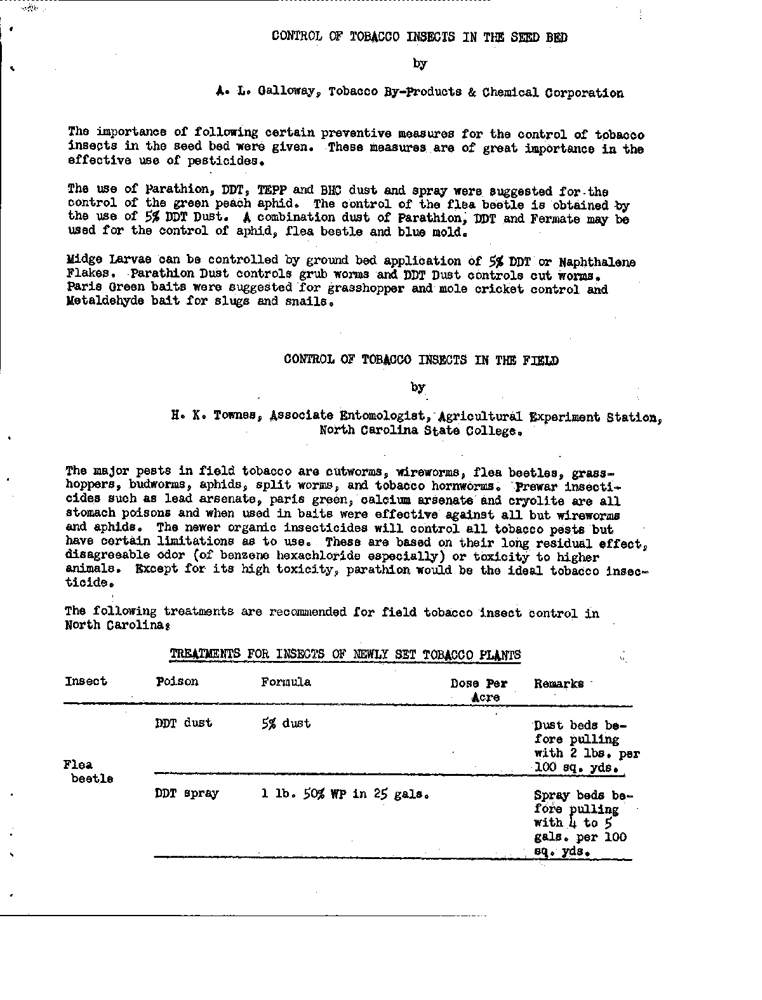 CONTROL OF TOBACCO INSECTS IN THE SEED BED
by
A. L. Galloway, Tobacco By-Products & Chemical Corporation
The importance of following certain preventive measures for the control of tobacco
insects in the seed bed were given. These measures are of great importance in the
effective use of pesticides.
The use of Parathion, DDT, TEPP and BHC dust and spray were suggested for the
control of the green peach aphid. The control of the flea beetle is obtained by
the use of 5% DDT Dust. A combination dust of Parathion, DDT and Fermate may be
used for the control of aphid, flea beetle and blue mold.
Midge Larvae can be controlled by ground bed application of 5% DDT or Naphthalene
Flakes. Parathion Dust controls grub worms and DDT Dust controls cut worms.
Paris Green baits were suggested for grasshopper and mole cricket control and
Metaldehyde bait for slugs and snails.
CONTROL OF TOBACCO INSECTS IN THE FIELD
by
H. K. Townes, Associate Entomologist, Agricultural Experiment Station,
North Carolina State College.
The major pests in field tobacco are cutworms, wireworms, flea beetles, grass-
hoppers, budworms, aphids, split worms, and tobacco hornworms. Prewar insecti-
cides such as lead arsenate, paris green, calcium arsenate and cryolite are all
stomach poisons and when used in baits were effective against all but wireworms
and aphids. The newer organic insecticides will control all tobacco pests but
have certain limitations as to use. These are based on their long residual effect,
disagreeable odor (of benzene hexachloride especially) or toxicity to higher
animals. Except for its high toxicity, parathion would be the ideal tobacco insec-
ticide.
The following treatments are recommended for field tobacco insect control in
North Carolina:
TREATMENTS FOR INSECTS OF NEWLY SET TOBACCO PLANTS
Insect Poison Formula Dose Per Remarks
Acre
DDT dust 5% dust Dust beds be-
fore pulling
with 2 lbs. per
Flea 100 sq. yds.
beetle
DDT spray 1 lb. 50% WP in 25 gals. Spray beds be-
fore pulling
with 4 to 5
gals. per 100
sq. yds.